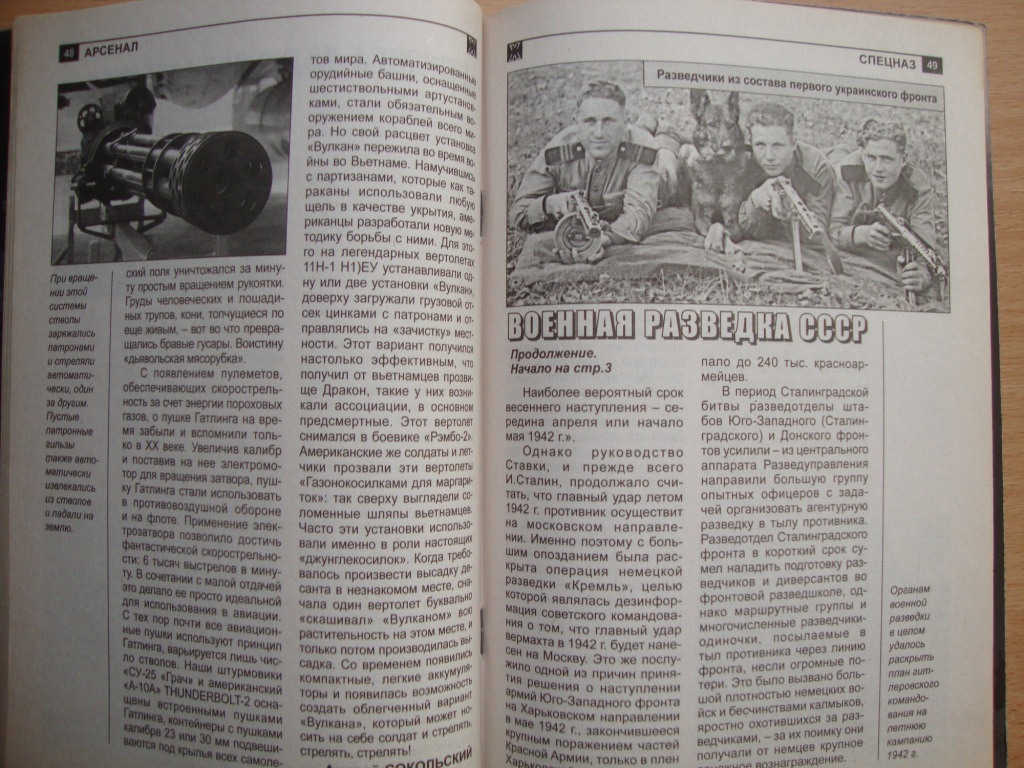 48 АРСЕНАЛ
При враще-
нии этой
системы
стволы
заряжались
патронами
и стреляли
автомати-
чески, один
за другим.
Пустые
патронные
гильзы
также авто-
матически
извлекались
из стволов
и падали на
землю.
ский полк уничтожался за мину-
ту простым вращением рукоятки.
Груды человеческих и лошади-
ных трупов, кони, топчущиеся по
еще живым, – вот во что превра-
щались бравые гусары. Воистину
«дьявольская мясорубка».
С появлением пулеметов,
обеспечивающих скорострель-
ность за счет энергии пороховых
газов, о пушке Гатлинга на вре-
мя забыли и вспомнили толь-
ко в XX веке. Увеличив калибр
и поставив на нее электромо-
тор для вращения затвора, пуш-
ку Гатлинга стали использовать
в противовоздушной обороне
и на флоте. Применение элек-
трозатвора позволило достичь
фантастической скорострельно-
сти: 6 тысяч выстрелов в мину-
ту. В сочетании с малой отдачей
это делало ее просто идеальной
для использования в авиации.
С тех пор почти все авиацион-
ные пушки используют принцип
Гатлинга, варьируется лишь чис-
ло стволов. Наши штурмовики
«СУ-25 «Грач» и американский
«А-10А» THUNDERBOLT-2 осна-
щены встроенными пушками
Гатлинга, контейнеры с пушками
калибра 23 или 30 мм подвеши-
ваются под крылья всех самоле-
тов мира. Автоматизированные
орудийные башни, оснащенные
шестиствольными артустанов-
ками, стали обязательным во-
оружением кораблей всего ми-
ра. Но свой расцвет установка
«Вулкан» пережила во время во-
йны во Вьетнаме. Намучившись
с партизанами, которые как та-
раканы использовали любую
щель в качестве укрытия, аме-
риканцы разработали новую ме-
тодику борьбы с ними. Для это-
го на легендарных вертолетах
11Н-1 Н1)ЕУ устанавливали од-
ну или две установки «Вулкан»,
доверху загружали грузовой от-
сек цинками с патронами и от-
правлялись на «зачистку» мест-
ности. Этот вариант получился
настолько эффективным, что
получил от вьетнамцев прозви-
ще Дракон, такие у них возни-
кали ассоциации, в основном
предсмертные. Этот вертолет
снимался в боевике «Рэмбо-2».
Американские же солдаты и лет-
чики прозвали эти вертолеты
«Газонокосилками для маргари-
ток»: так сверху выглядели со-
ломенные шляпы вьетнамцев.
Часто эти установки использо-
вали именно в роли настоящих
«джунглекосилок». Когда требо-
валось произвести высадку де-
санта в незнакомом месте, сна-
чала один вертолет буквально
«скашивал» «Вулканом» всю
растительность на этом месте, и
только потом производилась вы-
садка. Со временем появились
компактные, легкие аккумуля-
торы и появилась возможность
создать облегченный вариант
«Вулкана», который может но-
сить на себе солдат и стрелять,
стрелять, стрелять!
СОКОЛЬСКИЙ
СПЕЦНАЗ 49
Разведчики из состава первого украинского фронта
ВОЕННАЯ РАЗВЕДКА СССР
Продолжение.
Начало на стр.3
Наиболее вероятный срок
весеннего наступления – се-
редина апреля или начало
мая 1942 г.».
Однако руководство
Ставки, и прежде всего
И.Сталин, продолжало счи-
тать, что главный удар летом
1942 г. противник осуществит
на московском направле-
нии. Именно поэтому с боль-
шим опозданием была рас-
крыта операция немецкой
разведки «Кремль», целью
которой являлась дезинфор-
мация советского командова-
ния о том, что главный удар
вермахта в 1942 г. будет нане-
сен на Москву. Это же послу-
жило одной из причин приня-
тия решения о наступлении
армий Юго-Западного фронта
на Харьковском направлении
в мае 1942 г., закончившееся
крупным поражением частей
Красной Армии, только в плен
пало до 240 тыс. красноар-
мейцев.
В период Сталинградской
битвы разведотделы шта-
бов Юго-Западного (Сталин-
градского) и Донского фрон-
тов усилили – из центрального
аппарата Разведуправления
направили большую группу
опытных офицеров с зада-
чей организовать агентурную
разведку в тылу противника.
Разведотдел Сталинградского
фронта в короткий срок су-
мел наладить подготовку раз-
ведчиков и диверсантов во
фронтовой разведшколе, од-
нако маршрутные группы и
многочисленные разведчики-
одиночки, посылаемые в
тыл противника через линию
фронта, несли огромные по-
тери. Это было вызвано боль-
шой плотностью немецких во-
йск и бесчинствами калмыков,
яростно охотившихся за раз-
ведчиками, – за их поимку они
получали от немцев крупное
денежное вознаграждение.
Органам
военной
разведки
в целом
удалось
раскрыть
план гит-
леровского
командо-
вания на
летнюю
кампанию
1942 г.